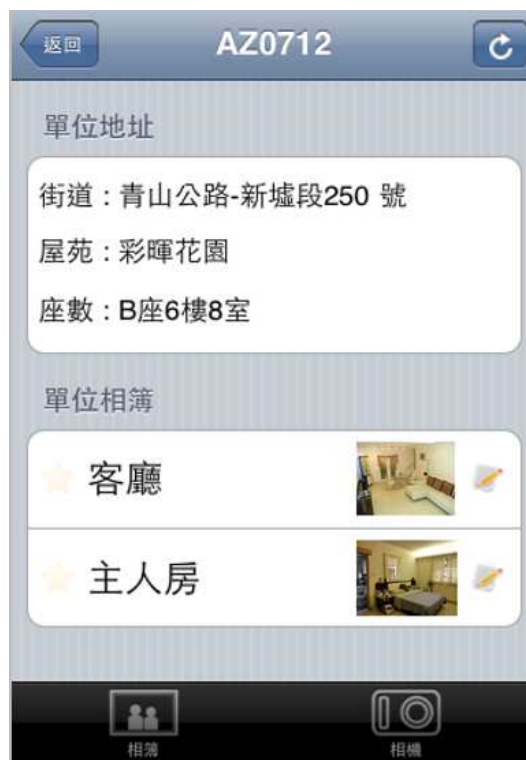 返回
AZ0712
單位地址
街道：青山公路-新墟段250 號
屋苑：彩暉花園
座數：B座6樓8室
單位相簿
客廳
主人房
相簿
相機